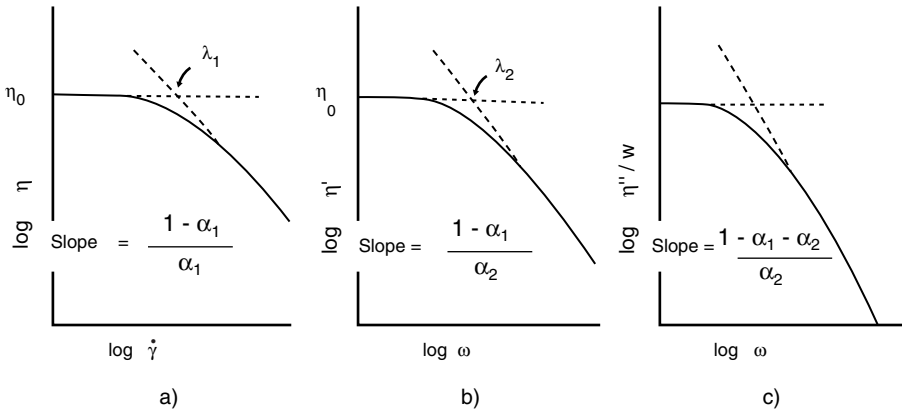 λ₁
η₀
log η
Slope = (1 - α₁) / α₁
log γ̇
a)
λ₂
η₀
log η'
Slope = (1 - α₁) / α₂
log ω
b)
log η" / w
Slope = (1 - α₁ - α₂) / α₂
log ω
c)